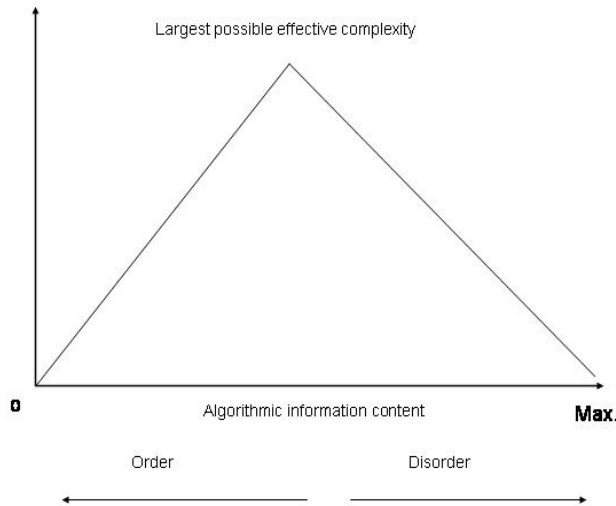 Largest possible effective complexity
0
Algorithmic information content
Max.
Order
Disorder